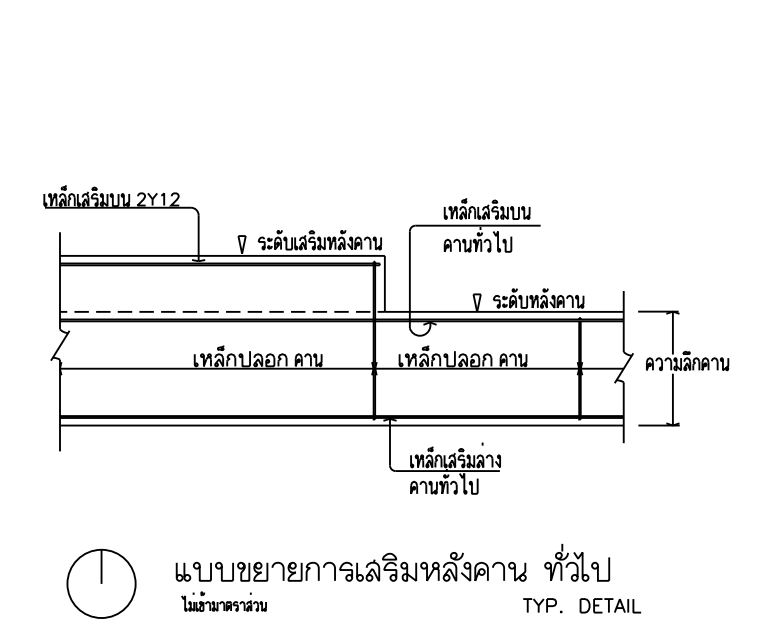 เหล็กเสริมบน 2Y12
เหล็กเสริมบน
คานทั่วไป
ระดับเสริมหลังคาน
ระดับหลังคาน
เหล็กปลอก คาน
เหล็กปลอก คาน
ความลึกคาน
เหล็กเสริมล่าง
คานทั่วไป
แบบขยายการเสริมหลังคาน ทั่วไป
ไม่เข้ามาตราส่วน
TYP. DETAIL